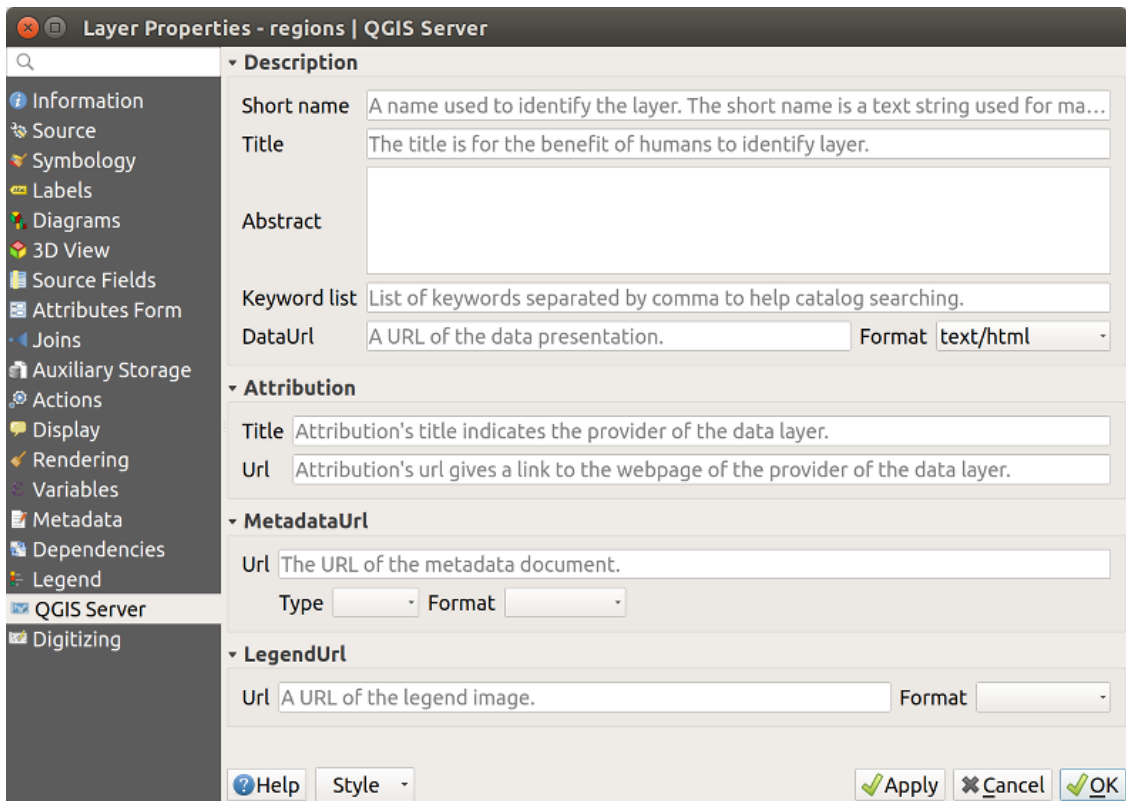 Layer Properties - regions | QGIS Server
Information
Source
Symbology
Labels
Diagrams
3D View
Source Fields
Attributes Form
Joins
Auxiliary Storage
Actions
Display
Rendering
Variables
Metadata
Dependencies
Legend
QGIS Server
Digitizing
Description
Short name A name used to identify the layer. The short name is a text string used for ma...
Title The title is for the benefit of humans to identify layer.
Abstract
Keyword list List of keywords separated by comma to help catalog searching.
DataUrl A URL of the data presentation. Format text/html
Attribution
Title Attribution's title indicates the provider of the data layer.
Url Attribution's url gives a link to the webpage of the provider of the data layer.
MetadataUrl
Url The URL of the metadata document.
Type Format
LegendUrl
Url A URL of the legend image. Format
Help Style Apply Cancel OK